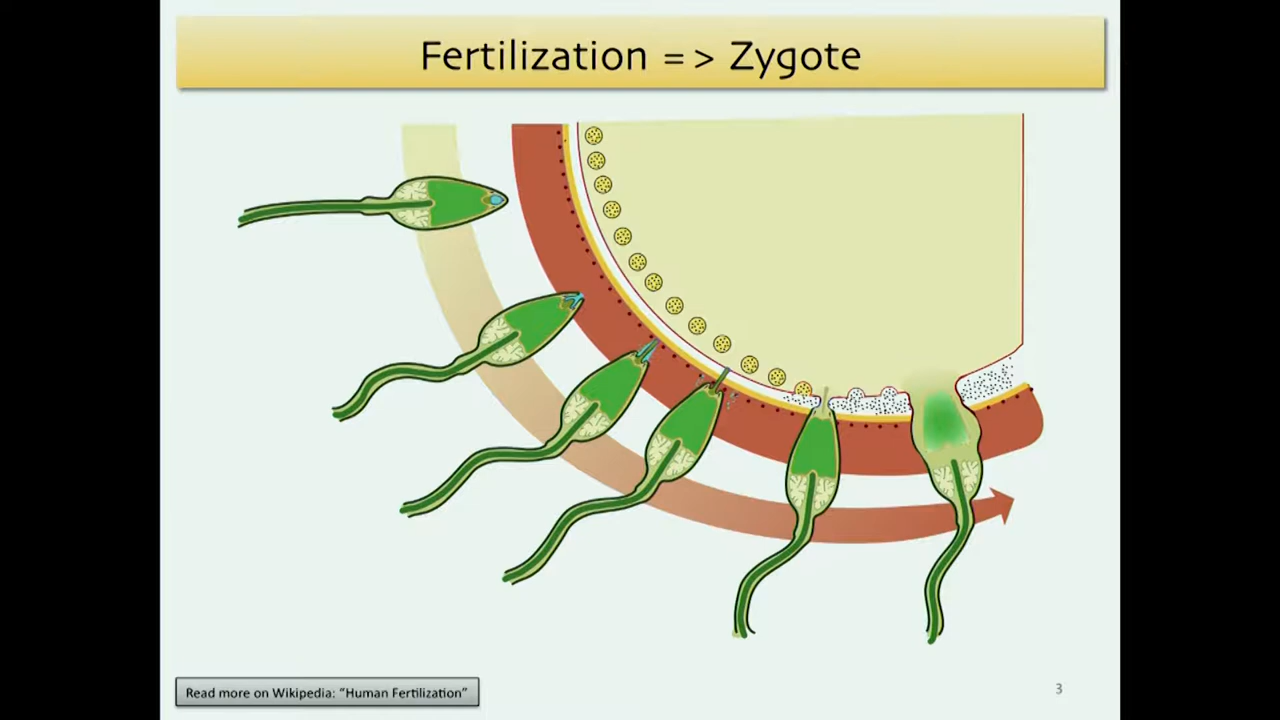 Fertilization => Zygote
Read more on Wikipedia: “Human Fertilization”
3